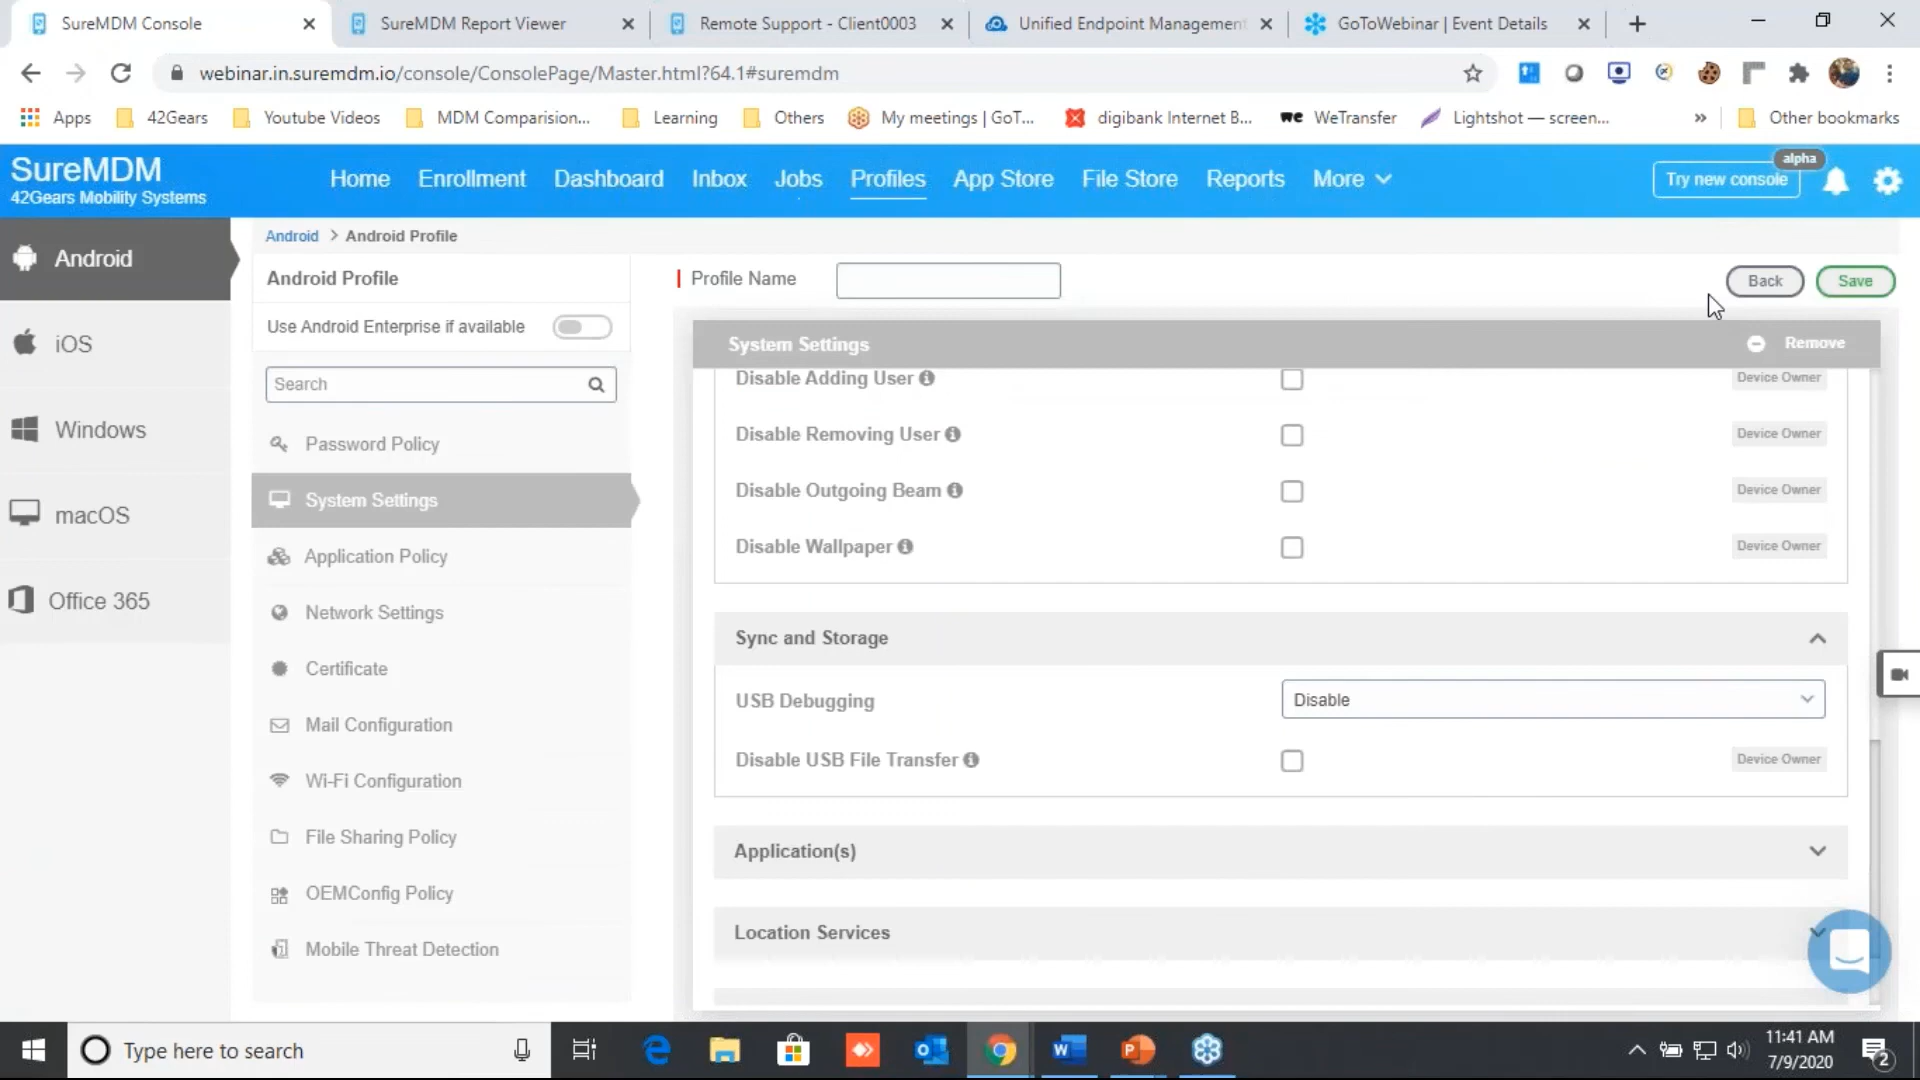 SureMDM Console
SureMDM Report Viewer
Remote Support - Client0003
Unified Endpoint Management
GoToWebinar | Event Details
webinar.in.suremdm.io/console/ConsolePage/Master.html?64.1#suremdm
Apps
42Gears
Youtube Videos
MDM Comparision...
Learning
Others
My meetings | GoT...
digibank Internet B...
WeTransfer
Lightshot — screen...
»
Other bookmarks
SureMDM
42Gears Mobility Systems
Home
Enrollment
Dashboard
Inbox
Jobs
Profiles
App Store
File Store
Reports
More
Try new console
alpha
Android
iOS
Windows
macOS
Office 365
Android > Android Profile
Android Profile
Use Android Enterprise if available
Search
Password Policy
System Settings
Application Policy
Network Settings
Certificate
Mail Configuration
Wi-Fi Configuration
File Sharing Policy
OEMConfig Policy
Mobile Threat Detection
Profile Name
Back
Save
System Settings
Remove
Disable Adding User
Device Owner
Disable Removing User
Device Owner
Disable Outgoing Beam
Device Owner
Disable Wallpaper
Device Owner
Sync and Storage
USB Debugging
Disable
Disable USB File Transfer
Device Owner
Application(s)
Location Services
Type here to search
11:41 AM
7/9/2020
2